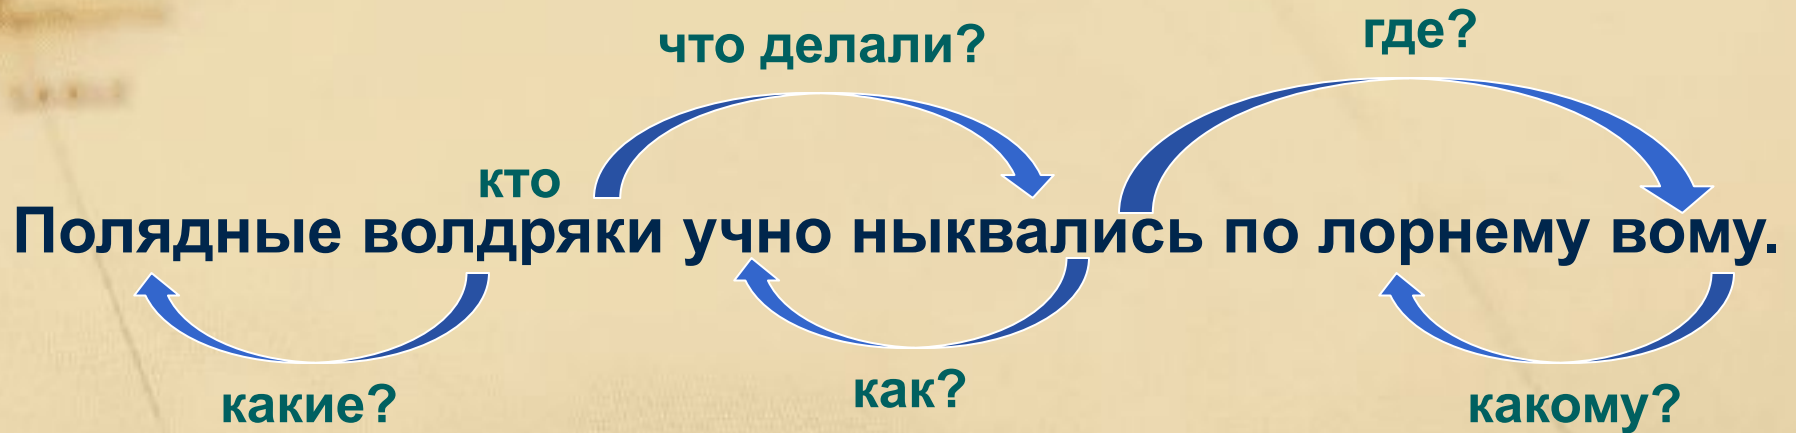 что делали?
где?
кто
Полядные волдряки учно ныквались по лорнему вому.
какие?
как?
какому?